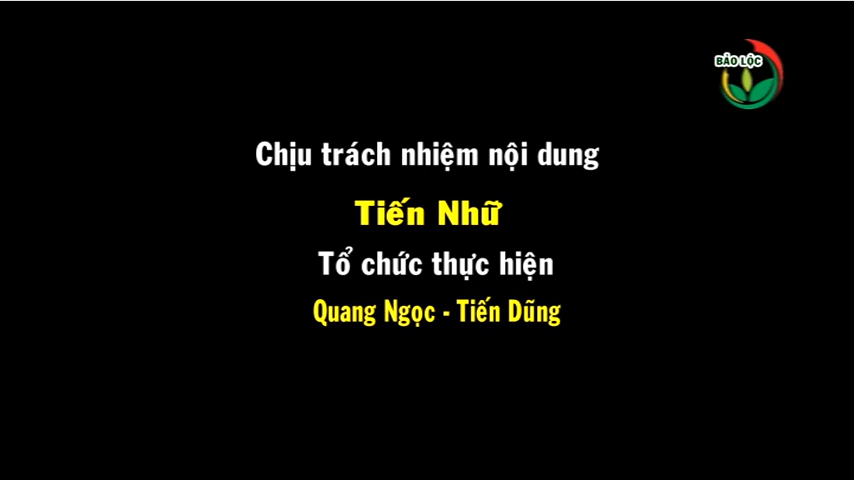 BẢO LỘC
Chịu trách nhiệm nội dung
Tiến Nhữ
Tổ chức thực hiện
Quang Ngọc - Tiến Dũng